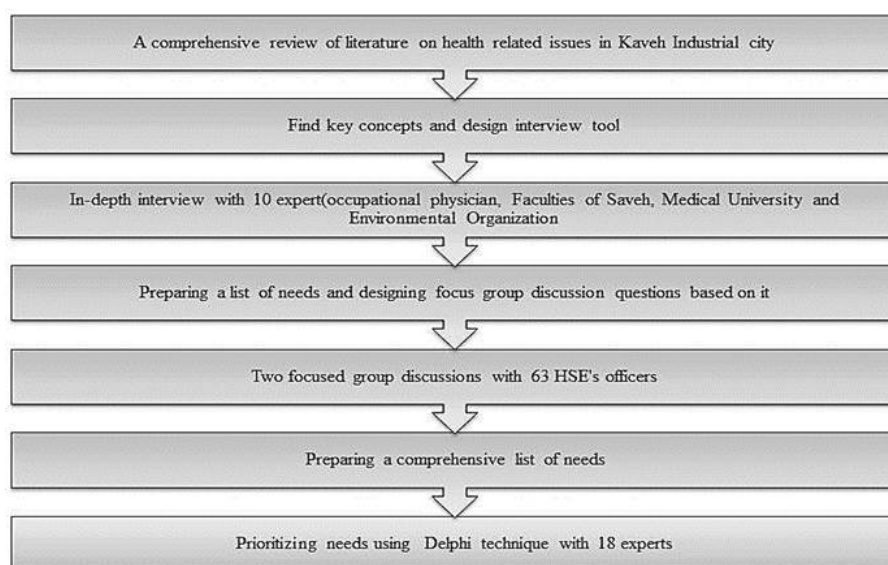 A comprehensive review of literature on health related issues in Kaveh Industrial city
Find key concepts and design interview tool
In-depth interview with 10 expert(occupational physician, Faculties of Saveh, Medical University and
Environmental Organization
Preparing a list of needs and designing focus group discussion questions based on it
Two focused group discussions with 63 HSE's officers
Preparing a comprehensive list of needs
Prioritizing needs using Delphi technique with 18 experts